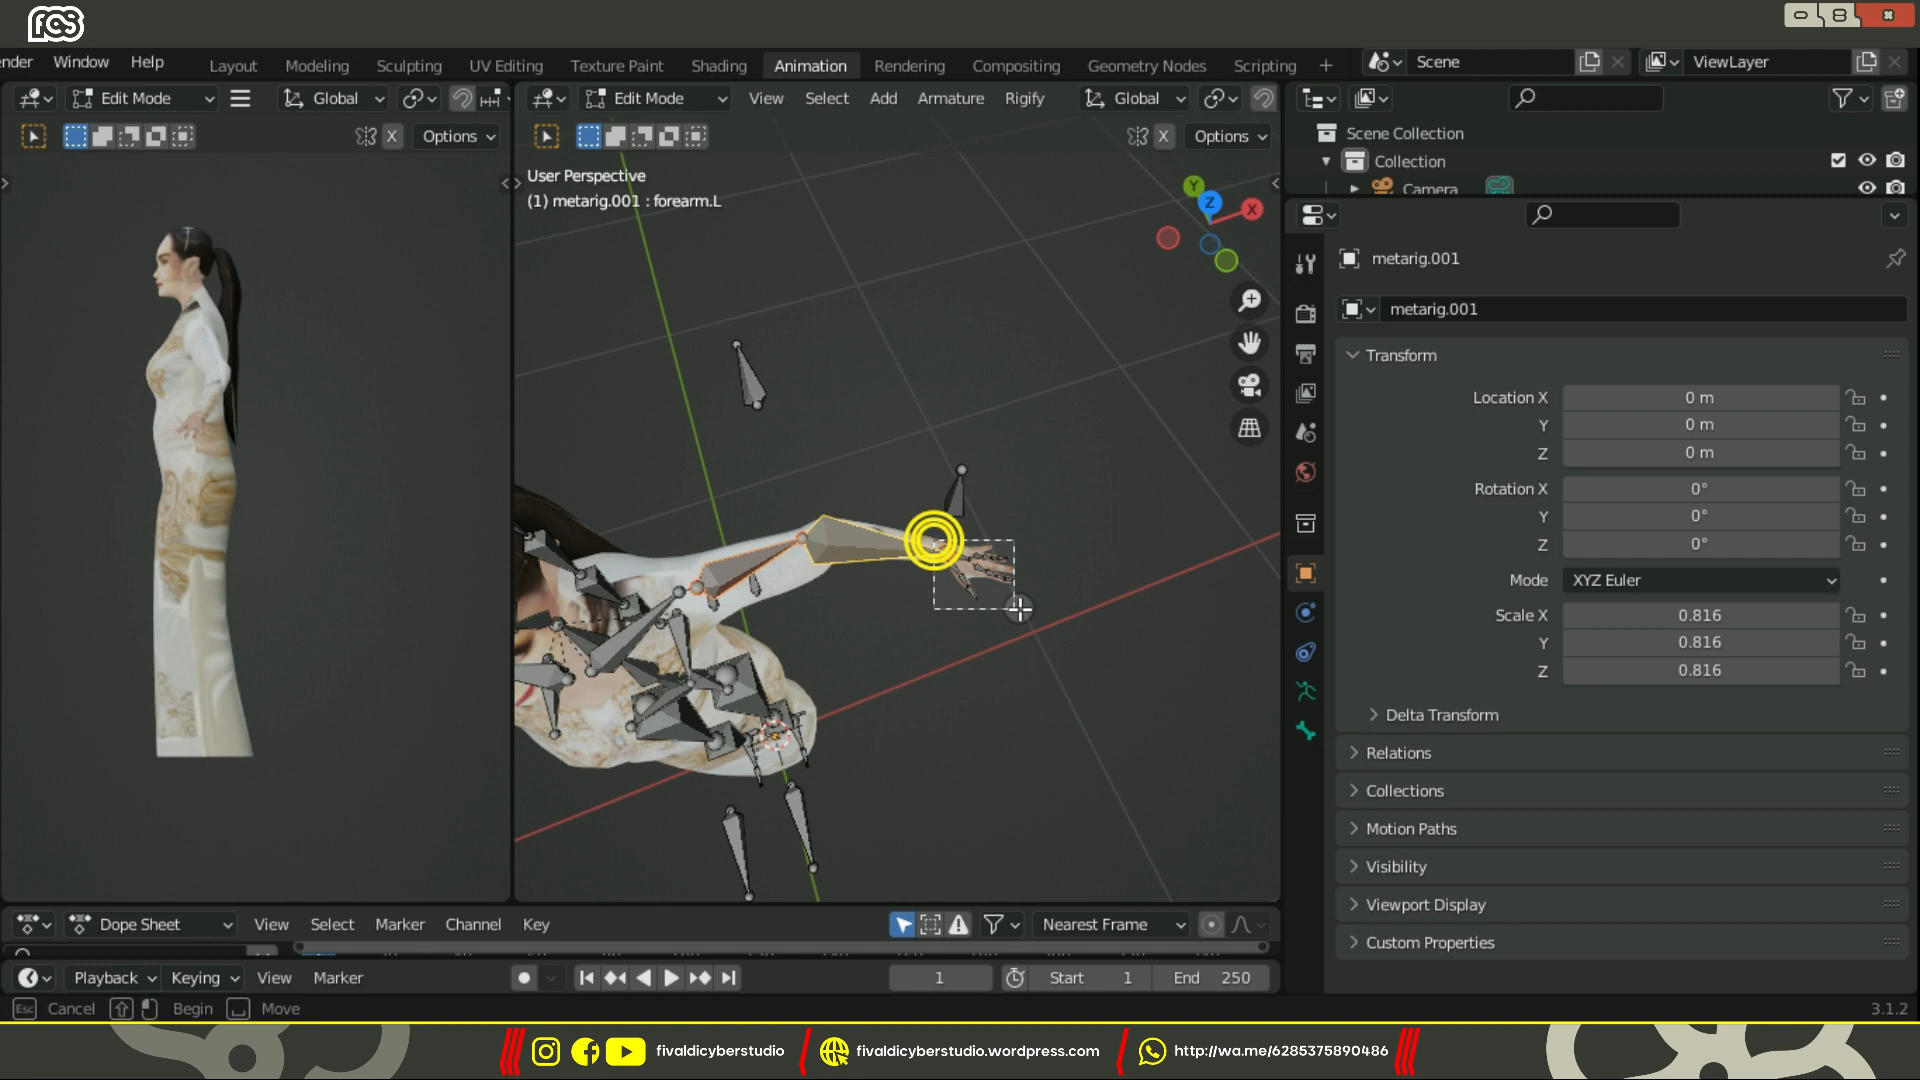 FCS
nder Window Help Layout Modeling Sculpting UV Editing Texture Paint Shading Animation Rendering Compositing Geometry Nodes Scripting + Scene ViewLayer
Edit Mode Global Edit Mode View Select Add Armature Rigify Global
X Options X Options
User Perspective
(1) metarig.001 : forearm.L
Y
Z
X
Scene Collection
Collection
Camera
metarig.001
metarig.001
Transform
Location X 0 m
Y 0 m
Z 0 m
Rotation X 0°
Y 0°
Z 0°
Mode XYZ Euler
Scale X 0.816
Y 0.816
Z 0.816
Delta Transform
Relations
Collections
Motion Paths
Visibility
Viewport Display
Custom Properties
Dope Sheet View Select Marker Channel Key Nearest Frame
Playback Keying View Marker 1 Start 1 End 250
Esc Cancel Begin Move 3.1.2
fivaldicyberstudio fivaldicyberstudio.wordpress.com http://wa.me/6285375890486